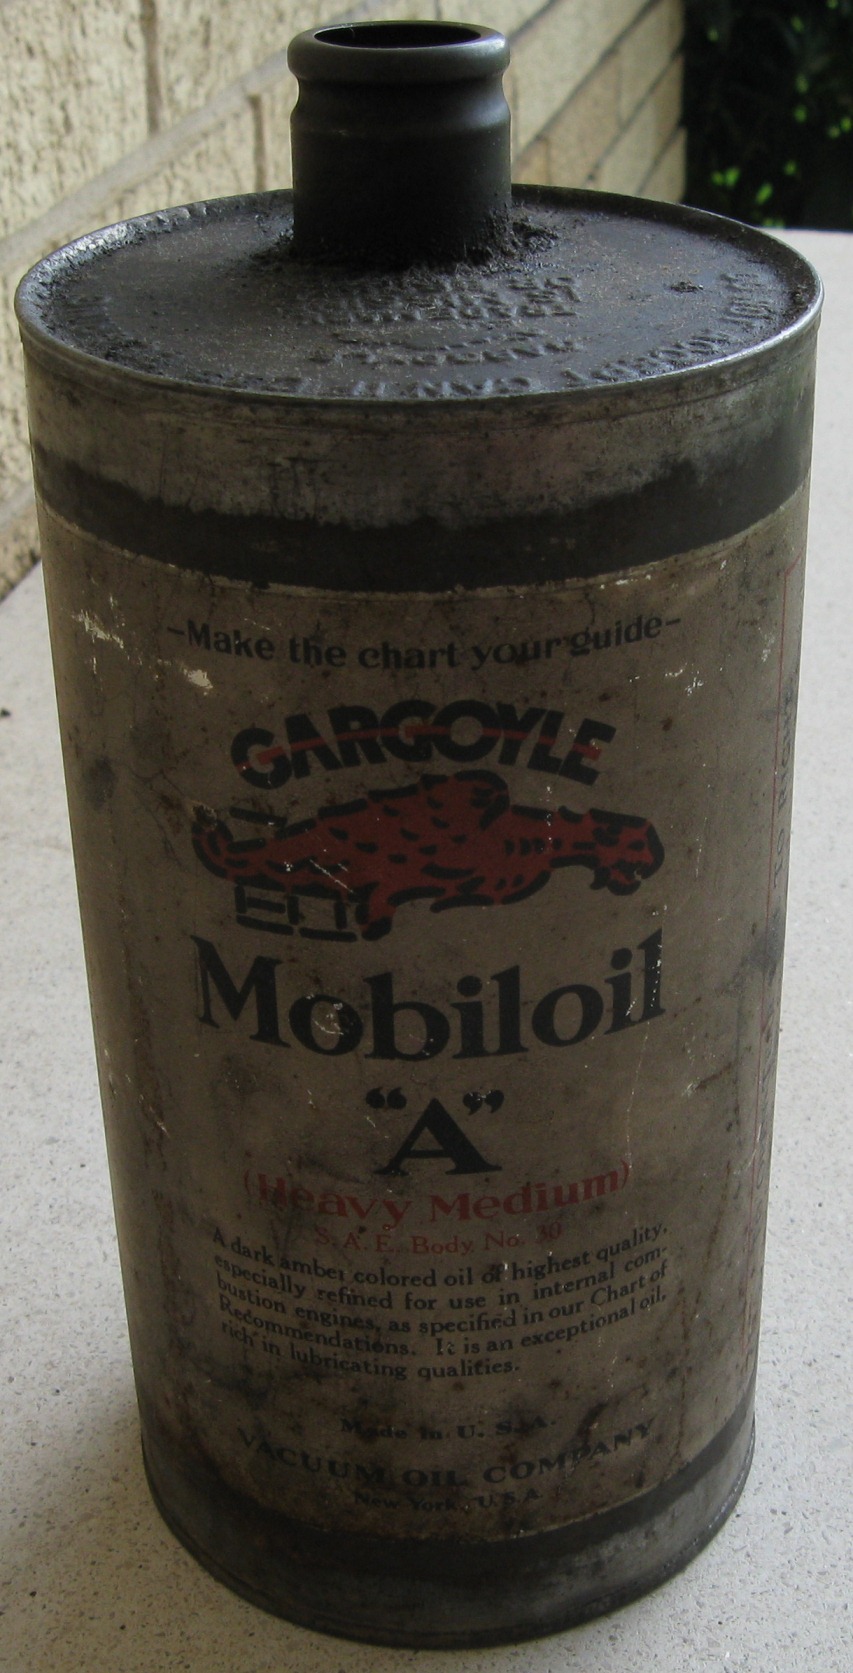 -Make the chart your guide-
GARGOYLE
Mobiloil
"A"
(Heavy Medium)
S. A. E. Body No. 30
A dark amber colored oil of highest quality,
especially refined for use in internal com-
bustion engines, as specified in our Chart of
Recommendations. It is an exceptional oil,
rich in lubricating qualities.
Made in U. S. A.
VACUUM OIL COMPANY
New York, U.S.A.